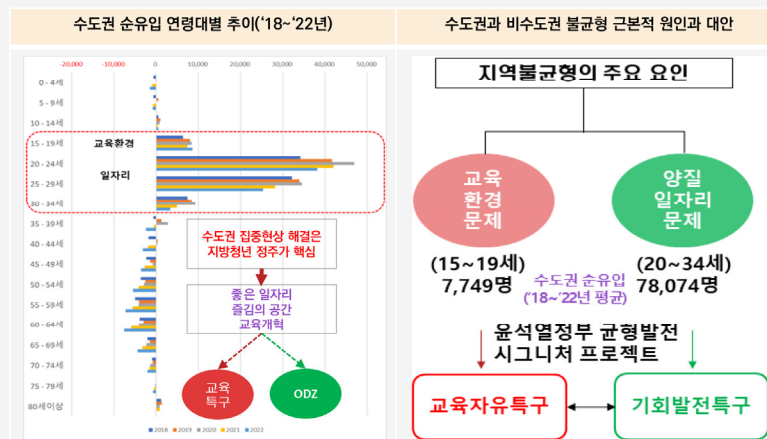 수도권 순유입 연령대별 추이('18~'22년)
-20,000 -10,000 0 10,000 20,000 30,000 40,000 50,000
0 - 4세
5 - 9세
10 - 14세
15 -19세
20 -24세
25 -29세
30 -34세
35 -39세
40 -44세
45 -49세
50 -54세
55 -59세
60 - 64세
65 -69세
70 - 74세
75 - 79세
80세이상
교육환경
일자리
수도권 집중현상 해결은
지방청년 정주가 핵심
좋은 일자리
즐김의 공간
교육개혁
교육
특구
ODZ
2018 2019 2020 2021 2022
수도권과 비수도권 불균형 근본적 원인과 대안
지역불균형의 주요 요인
교육
환경
문제
양질
일자리
문제
(15~19세)
7,749명
수도권 순유입
('18~'22년 평균)
(20~34세)
78,074명
윤석열정부 균형발전
시그니처 프로젝트
교육자유특구
기회발전특구